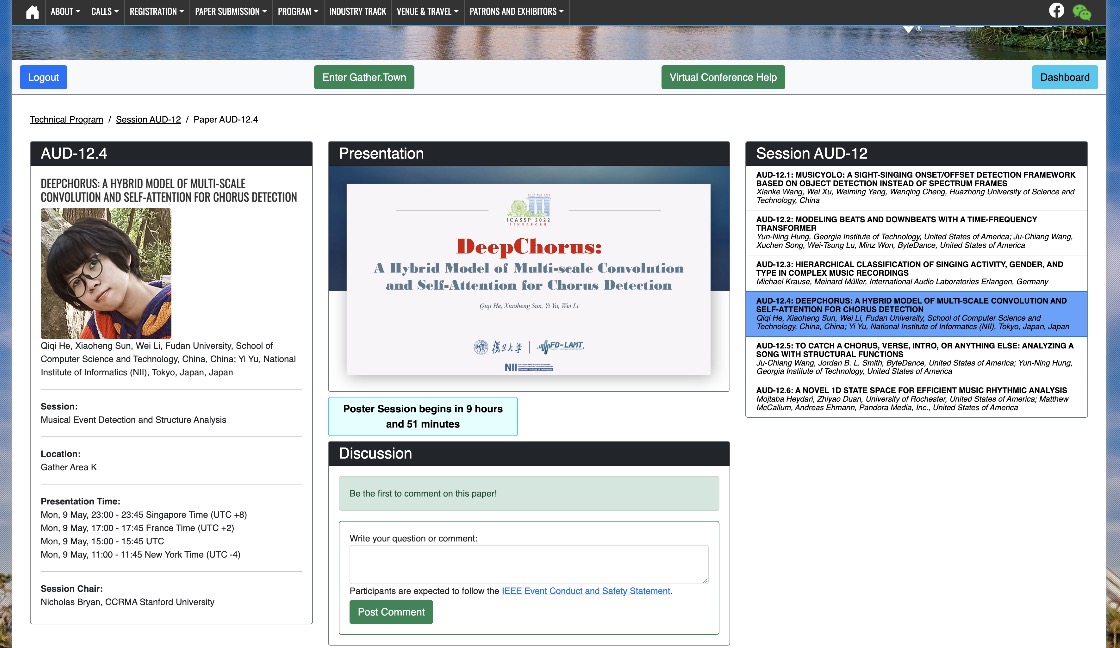 ABOUT CALLS REGISTRATION PAPER SUBMISSION PROGRAM INDUSTRY TRACK VENUE & TRAVEL PATRONS AND EXHIBITORS
Logout
Enter Gather.Town
Virtual Conference Help
Dashboard
Technical Program / Session AUD-12 / Paper AUD-12.4
AUD-12.4
DEEPCHORUS: A HYBRID MODEL OF MULTI-SCALE
CONVOLUTION AND SELF-ATTENTION FOR CHORUS DETECTION
Qiqi He, Xiaoheng Sun, Wei Li, Fudan University, School of
Computer Science and Technology, China, China; Yi Yu, National
Institute of Informatics (NII), Tokyo, Japan, Japan
Session:
Musical Event Detection and Structure Analysis
Location:
Gather Area K
Presentation Time:
Mon, 9 May, 23:00 - 23:45 Singapore Time (UTC +8)
Mon, 9 May, 17:00 - 17:45 France Time (UTC +2)
Mon, 9 May, 15:00 - 15:45 UTC
Mon, 9 May, 11:00 - 11:45 New York Time (UTC -4)
Session Chair:
Nicholas Bryan, CCRMA Stanford University
Presentation
ICASSP 2022
SINGAPORE
DeepChorus:
A Hybrid Model of Multi-scale Convolution
and Self-Attention for Chorus Detection
Qiqi He, Xiaoheng Sun, Yi Yu, Wei Li
復旦大學
FD-LAMT
NII
Poster Session begins in 9 hours
and 51 minutes
Discussion
Be the first to comment on this paper!
Write your question or comment:
Participants are expected to follow the IEEE Event Conduct and Safety Statement.
Post Comment
Session AUD-12
AUD-12.1: MUSICYOLO: A SIGHT-SINGING ONSET/OFFSET DETECTION FRAMEWORK
BASED ON OBJECT DETECTION INSTEAD OF SPECTRUM FRAMES
Xianke Wang, Wei Xu, Weiming Yang, Wenqing Cheng, Huazhong University of Science and
Technology, China
AUD-12.2: MODELING BEATS AND DOWNBEATS WITH A TIME-FREQUENCY
TRANSFORMER
Yun-Ning Hung, Georgia Institute of Technology, United States of America; Ju-Chiang Wang,
Xuchen Song, Wei-Tsung Lu, Minz Won, ByteDance, United States of America
AUD-12.3: HIERARCHICAL CLASSIFICATION OF SINGING ACTIVITY, GENDER, AND
TYPE IN COMPLEX MUSIC RECORDINGS
Michael Krause, Meinard Müller, International Audio Laboratories Erlangen, Germany
AUD-12.4: DEEPCHORUS: A HYBRID MODEL OF MULTI-SCALE CONVOLUTION AND
SELF-ATTENTION FOR CHORUS DETECTION
Qiqi He, Xiaoheng Sun, Wei Li, Fudan University, School of Computer Science and
Technology, China, China; Yi Yu, National Institute of Informatics (NII), Tokyo, Japan, Japan
AUD-12.5: TO CATCH A CHORUS, VERSE, INTRO, OR ANYTHING ELSE: ANALYZING A
SONG WITH STRUCTURAL FUNCTIONS
Ju-Chiang Wang, Jordan B. L. Smith, ByteDance, United States of America; Yun-Ning Hung,
Georgia Institute of Technology, United States of America
AUD-12.6: A NOVEL 1D STATE SPACE FOR EFFICIENT MUSIC RHYTHMIC ANALYSIS
Mojtaba Heydari, Zhiyao Duan, University of Rochester, United States of America; Matthew
McCallum, Andreas Ehmann, Pandora Media, Inc., United States of America